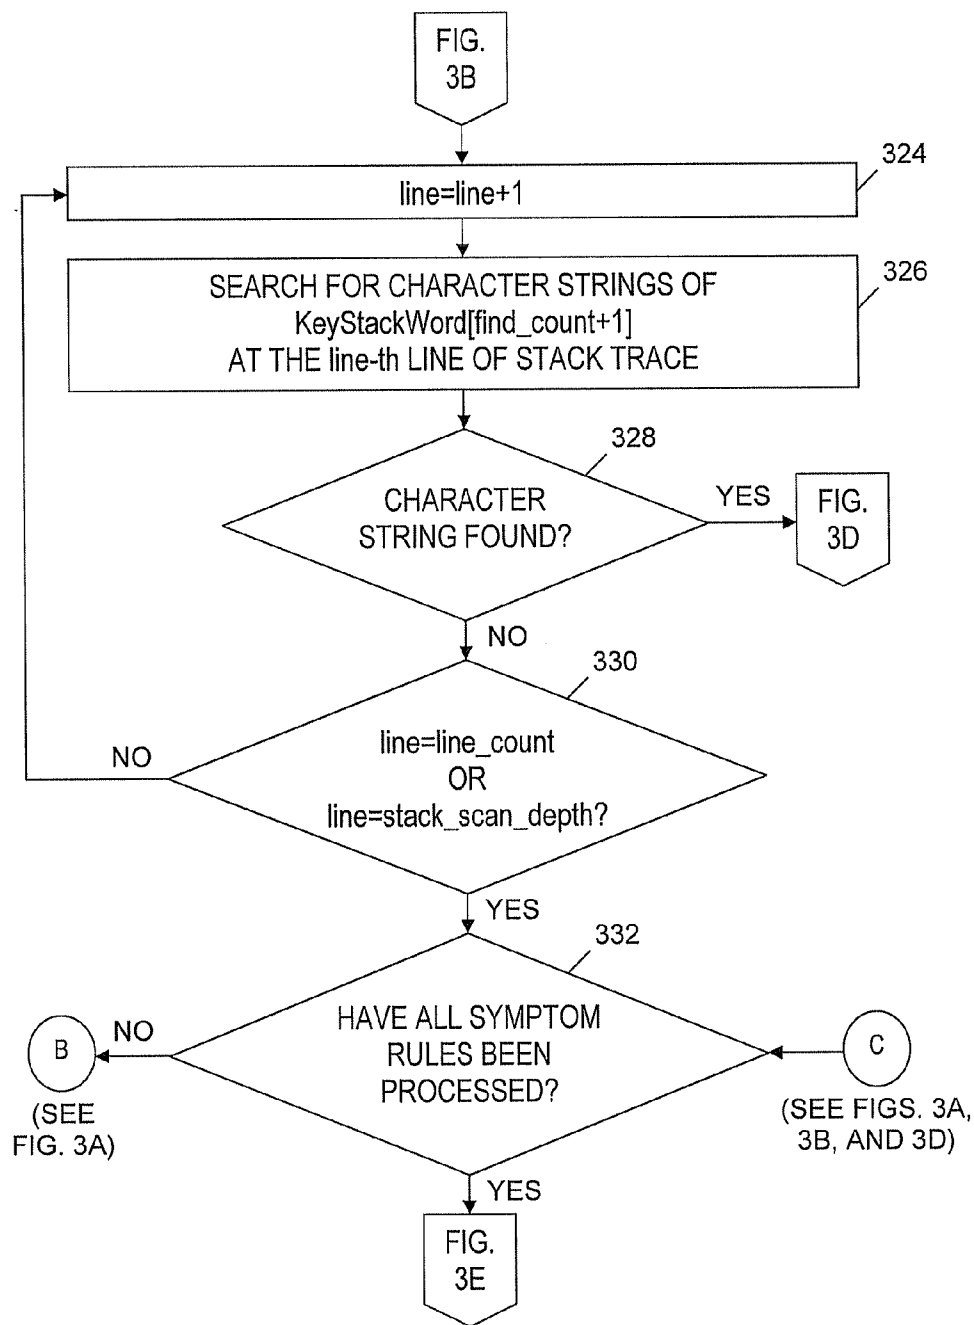 FIG.
3B
324
line=line+1
326
SEARCH FOR CHARACTER STRINGS OF
KeyStackWord[find_count+1]
AT THE line-th LINE OF STACK TRACE
328
CHARACTER
STRING FOUND?
YES
FIG.
3D
NO
330
line=line_count
OR
line=stack_scan_depth?
NO
YES
332
HAVE ALL SYMPTOM
RULES BEEN
PROCESSED?
NO
B
(SEE
FIG. 3A)
C
(SEE FIGS. 3A,
3B, AND 3D)
YES
FIG.
3E